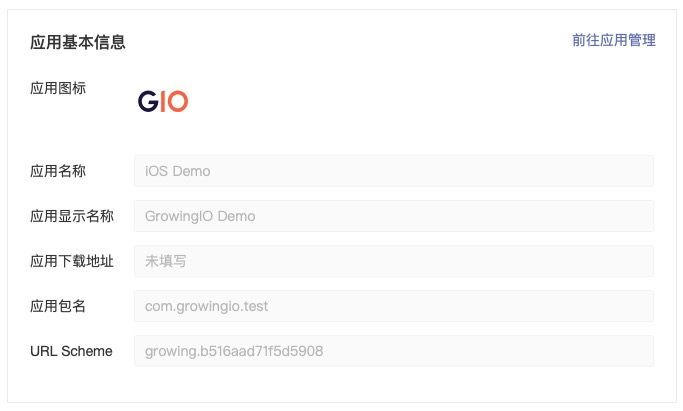 应用基本信息 前往应用管理
应用图标
GIO
应用名称 iOS Demo
应用显示名称 GrowingIO Demo
应用下载地址 未填写
应用包名 com.growingio.test
URL Scheme growing.b516aad71f5d5908